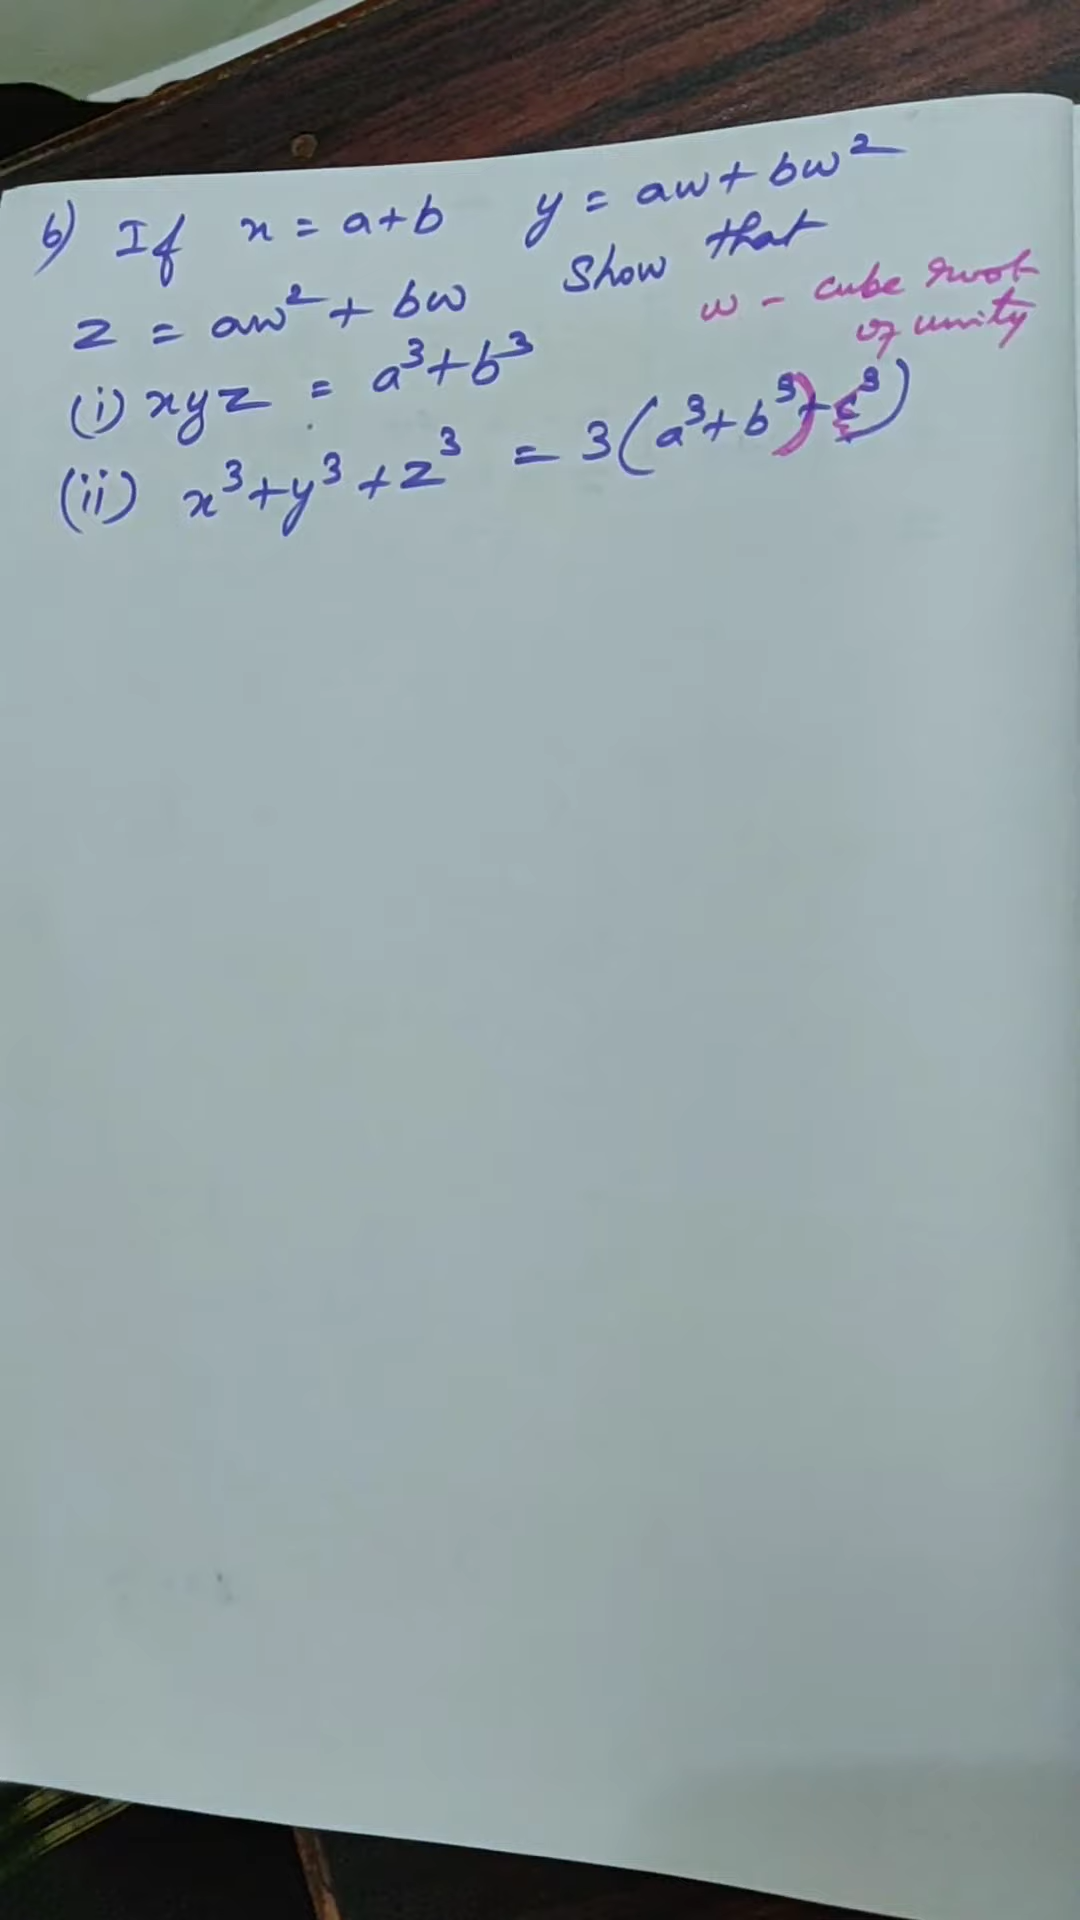 6) If x = a+b y = aw + bw²
z = aw² + bw Show that
w - cube root of unity
(i) xyz = a³+b³
(ii) x³+y³+z³ = 3(a³+b³)+c³)